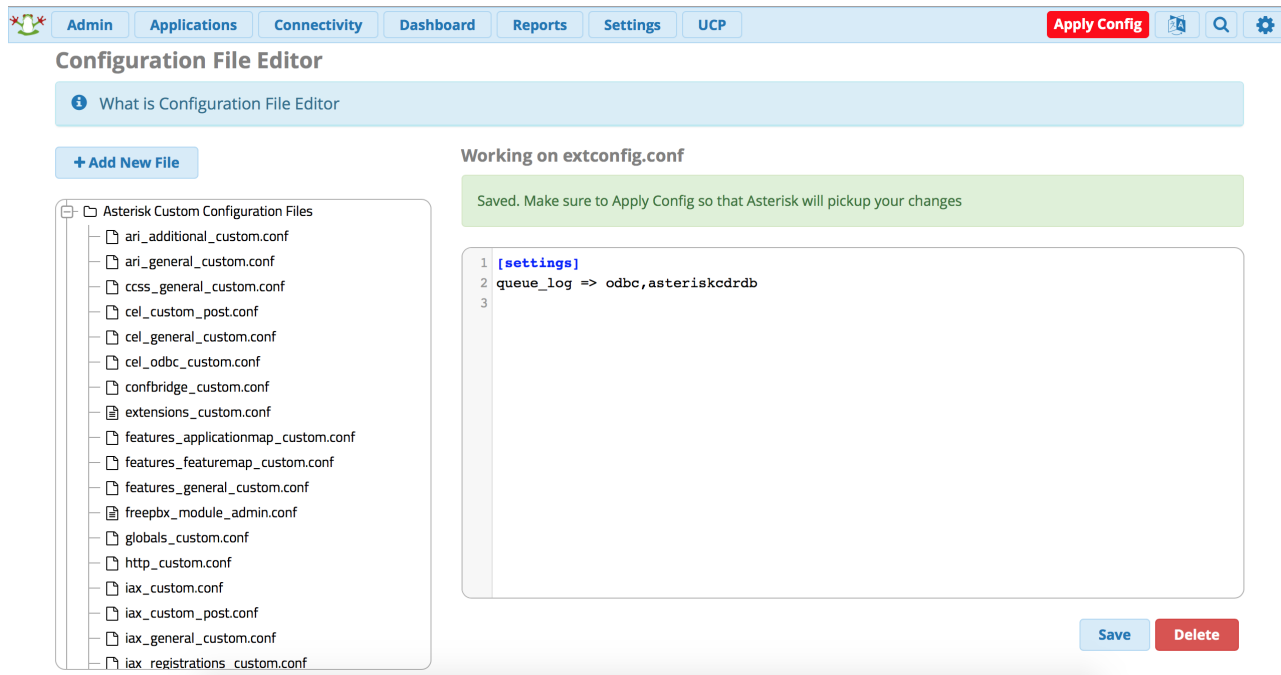 Admin
Applications
Connectivity
Dashboard
Reports
Settings
UCP
Apply Config
Configuration File Editor
What is Configuration File Editor
Add New File
Asterisk Custom Configuration Files
ari_additional_custom.conf
ari_general_custom.conf
ccss_general_custom.conf
cel_custom_post.conf
cel_general_custom.conf
cel_odbc_custom.conf
confbridge_custom.conf
extensions_custom.conf
features_applicationmap_custom.conf
features_featuremap_custom.conf
features_general_custom.conf
freepbx_module_admin.conf
globals_custom.conf
http_custom.conf
iax_custom.conf
iax_custom_post.conf
iax_general_custom.conf
iax_registrations_custom.conf
Working on extconfig.conf
Saved. Make sure to Apply Config so that Asterisk will pickup your changes
1 [settings]
2 queue_log => odbc,asteriskcdrdb
3
Save
Delete